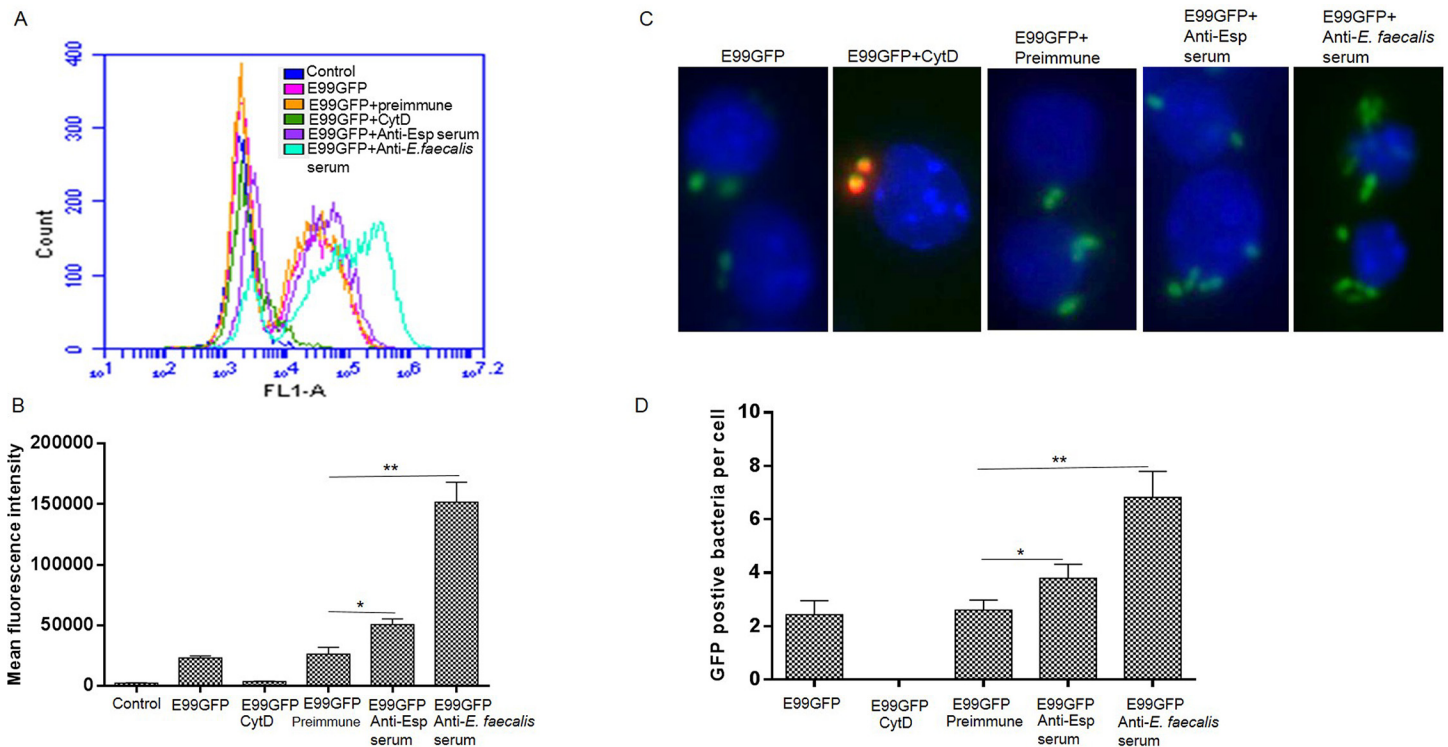 A
400
300
200
100
0
Count
Control
E99GFP
E99GFP+preimmune
E99GFP+CytD
E99GFP+Anti-Esp serum
E99GFP+Anti-E.faecalis
serum
10^1 10^2 10^3 10^4 10^5 10^6 10^7.2
FL1-A
B
Mean fluorescence intensity
200000
150000
100000
50000
0
*
**
Control E99GFP E99GFP E99GFP E99GFP E99GFP
CytD Preimmune Anti-Esp Anti-E. faecalis
serum serum
C
E99GFP
E99GFP+CytD
E99GFP+
Preimmune
E99GFP+
Anti-Esp
serum
E99GFP+
Anti-E. faecalis
serum
D
GFP postive bacteria per cell
10
8
6
4
2
0
*
**
E99GFP E99GFP E99GFP E99GFP E99GFP
CytD Preimmune Anti-Esp Anti-E. faecalis
serum serum